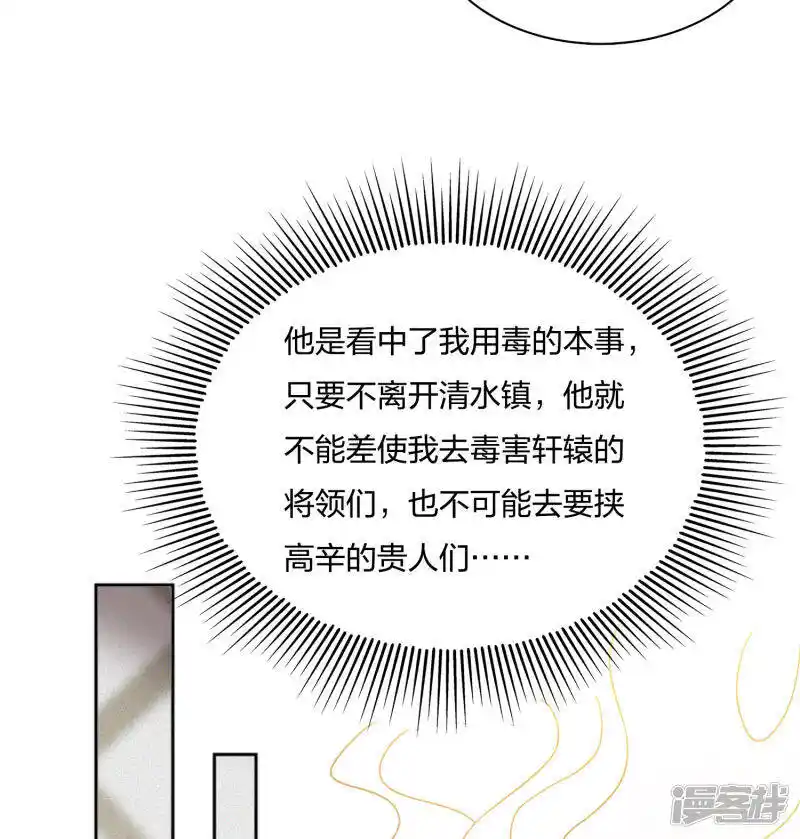 他是看中了我用毒的本事，
只要不离开清水镇，他就
不能差使我去毒害轩辕的
将领们，也不可能去要挟
高辛的贵人们……
漫客栈